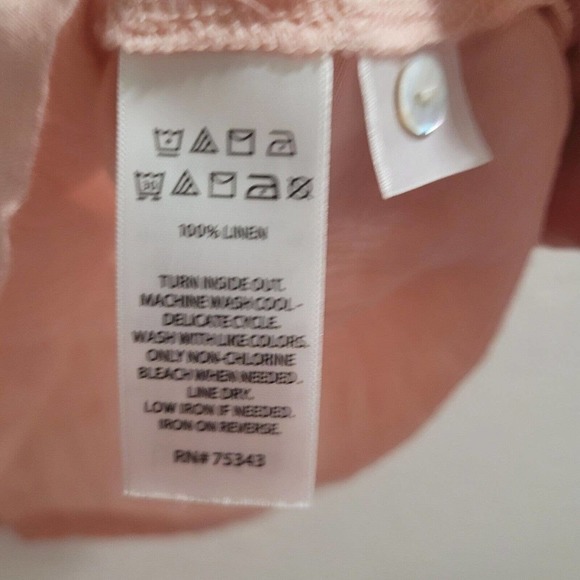 30
100% LINEN
TURN INSIDE OUT.
MACHINE WASH COOL -
DELICATE CYCLE.
WASH WITH LIKE COLORS.
ONLY NON-CHLORINE
BLEACH WHEN NEEDED.
LINE DRY.
LOW IRON IF NEEDED.
IRON ON REVERSE.
RN# 75343